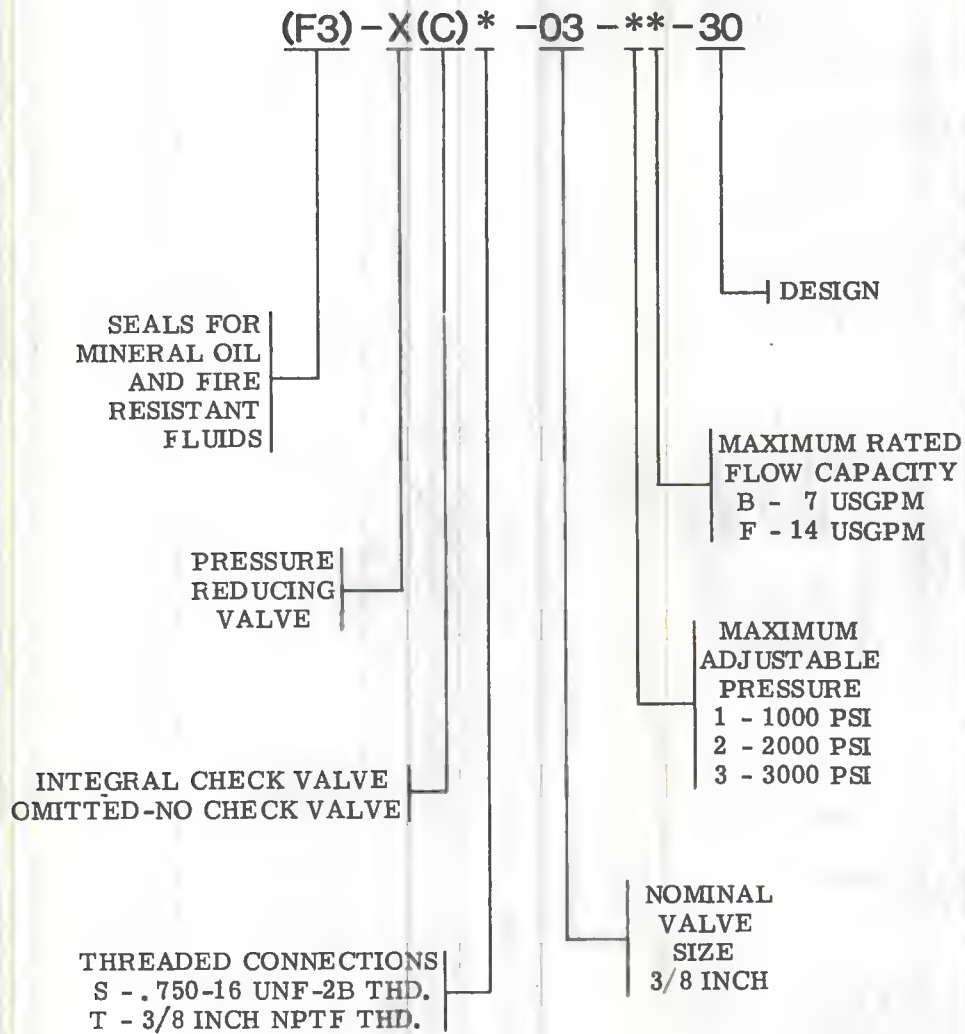 (F3)-X(C)* -03-**-30
DESIGN
SEALS FOR
MINERAL OIL
AND FIRE
RESISTANT
FLUIDS
MAXIMUM RATED
FLOW CAPACITY
B - 7 USGPM
F - 14 USGPM
PRESSURE
REDUCING
VALVE
MAXIMUM
ADJUSTABLE
PRESSURE
1 - 1000 PSI
2 - 2000 PSI
3 - 3000 PSI
INTEGRAL CHECK VALVE
OMITTED-NO CHECK VALVE
NOMINAL
VALVE
SIZE
3/8 INCH
THREADED CONNECTIONS
S - .750-16 UNF-2B THD.
T - 3/8 INCH NPTF THD.